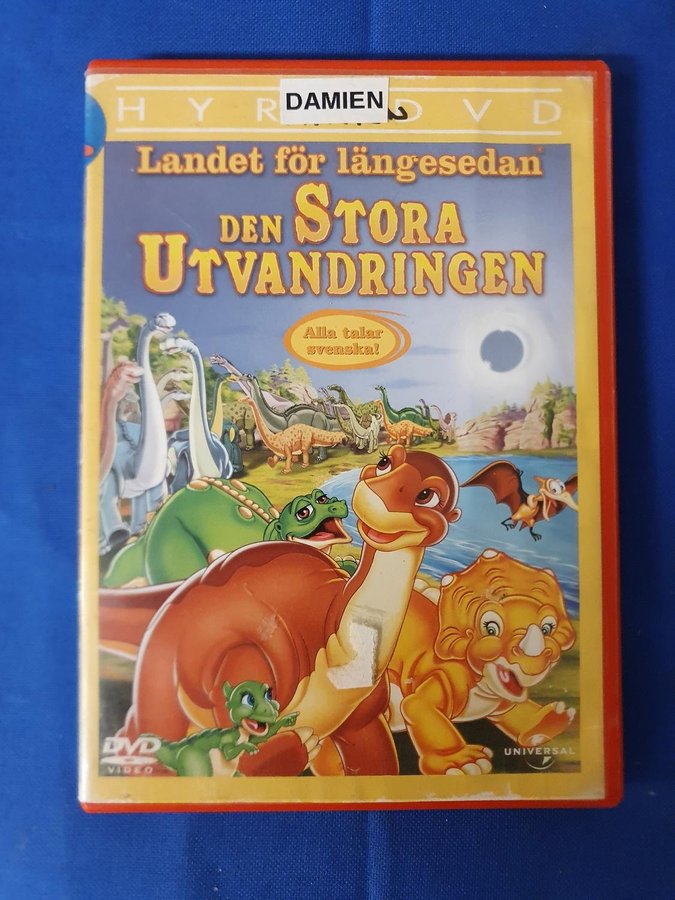 DAMIEN
HYR DVD
Landet för längesedan
DEN STORA
UTVANDRINGEN
Alla talar
svenska!
DVD
VIDEO
UNIVERSAL